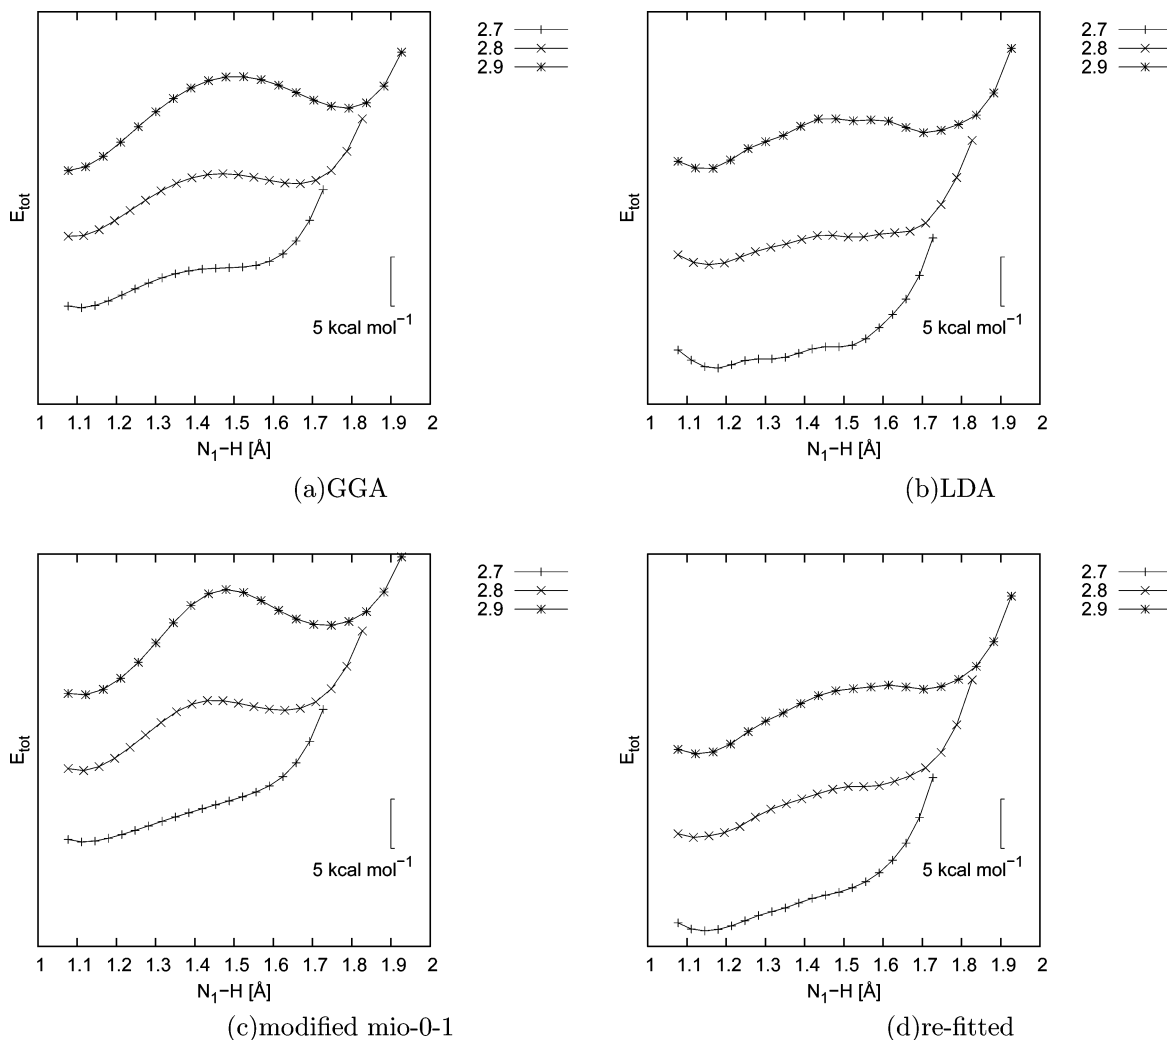 2.7
2.8
2.9
E_tot
5 kcal mol⁻¹
1 1.1 1.2 1.3 1.4 1.5 1.6 1.7 1.8 1.9 2
N₁−H [Å]
(a)GGA
2.7
2.8
2.9
E_tot
5 kcal mol⁻¹
1 1.1 1.2 1.3 1.4 1.5 1.6 1.7 1.8 1.9 2
N₁−H [Å]
(b)LDA
2.7
2.8
2.9
E_tot
5 kcal mol⁻¹
1 1.1 1.2 1.3 1.4 1.5 1.6 1.7 1.8 1.9 2
N₁−H [Å]
(c)modified mio-0-1
2.7
2.8
2.9
E_tot
5 kcal mol⁻¹
1 1.1 1.2 1.3 1.4 1.5 1.6 1.7 1.8 1.9 2
N₁−H [Å]
(d)re-fitted